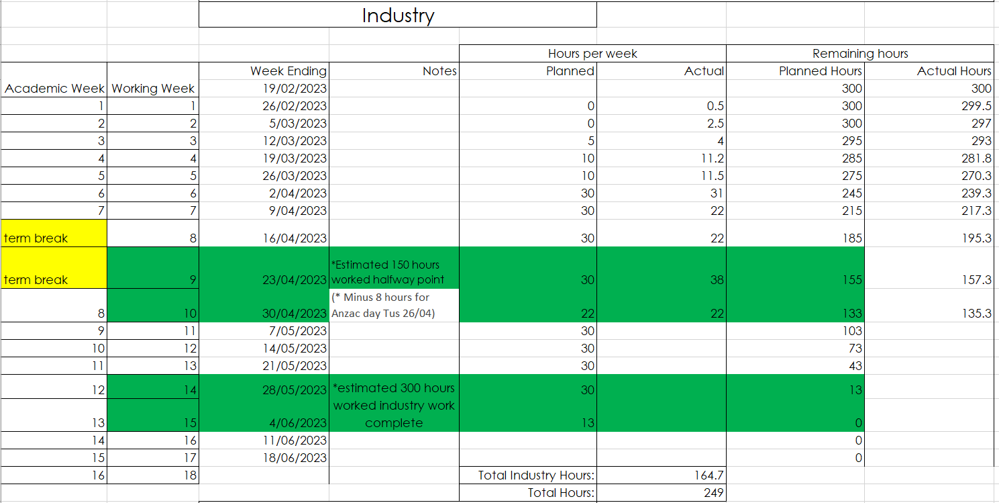 Industry
Hours per week Remaining hours
Week Ending Notes Planned Actual Planned Hours Actual Hours
Academic Week Working Week 19/02/2023 300 300
1 1 26/02/2023 0 0.5 300 299.5
2 2 5/03/2023 0 2.5 300 297
3 3 12/03/2023 5 4 295 293
4 4 19/03/2023 10 11.2 285 281.8
5 5 26/03/2023 10 11.5 275 270.3
6 6 2/04/2023 30 31 245 239.3
7 7 9/04/2023 30 22 215 217.3
term break 8 16/04/2023 30 22 185 195.3
*Estimated 150 hours
term break 9 23/04/2023 worked halfway point 30 38 155 157.3
(* Minus 8 hours for
8 10 30/04/2023 Anzac day Tus 26/04) 22 22 133 135.3
9 11 7/05/2023 30 103
10 12 14/05/2023 30 73
11 13 21/05/2023 30 43
12 14 28/05/2023 *estimated 300 hours 30 13
worked industry work
13 15 4/06/2023 complete 13 0
14 16 11/06/2023 0
15 17 18/06/2023 0
16 18 Total Industry Hours: 164.7
Total Hours: 249